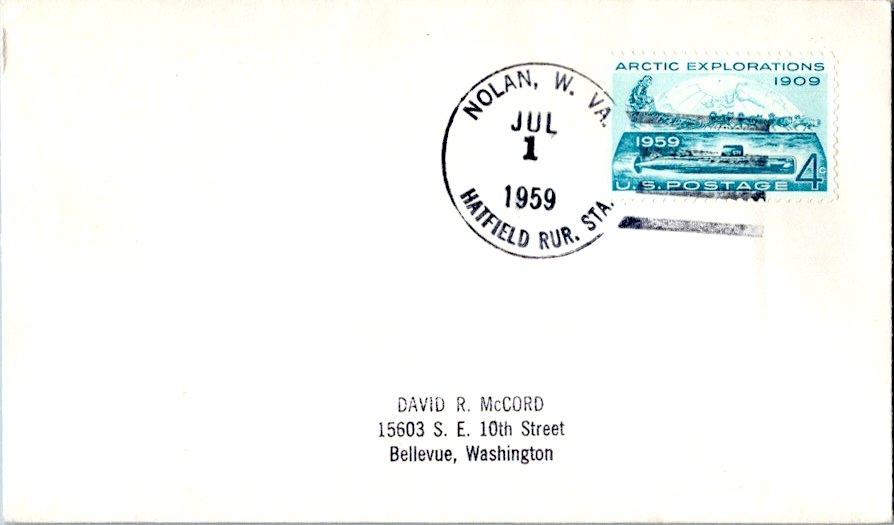 NOLAN, W. VA.
JUL
1
1959
HATFIELD RUR. STA.
ARCTIC EXPLORATIONS
1909
1959
4c
U.S. POSTAGE
DAVID R. McCORD
15603 S. E. 10th Street
Bellevue, Washington